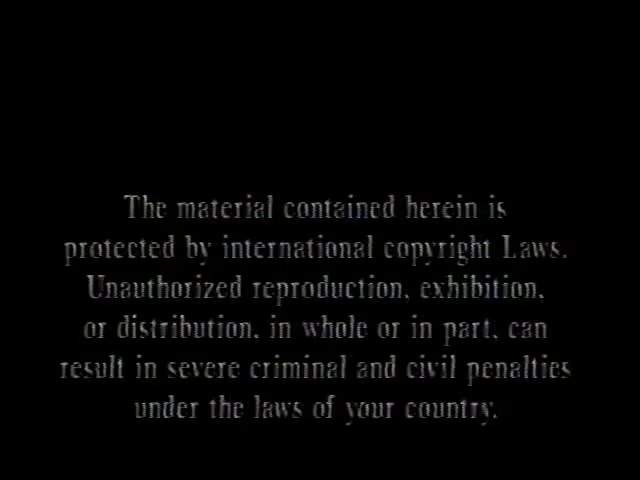 The material contained herein is
protected by international copyright Laws.
Unauthorized reproduction, exhibition,
or distribution, in whole or in part, can
result in severe criminal and civil penalties
under the laws of your country.